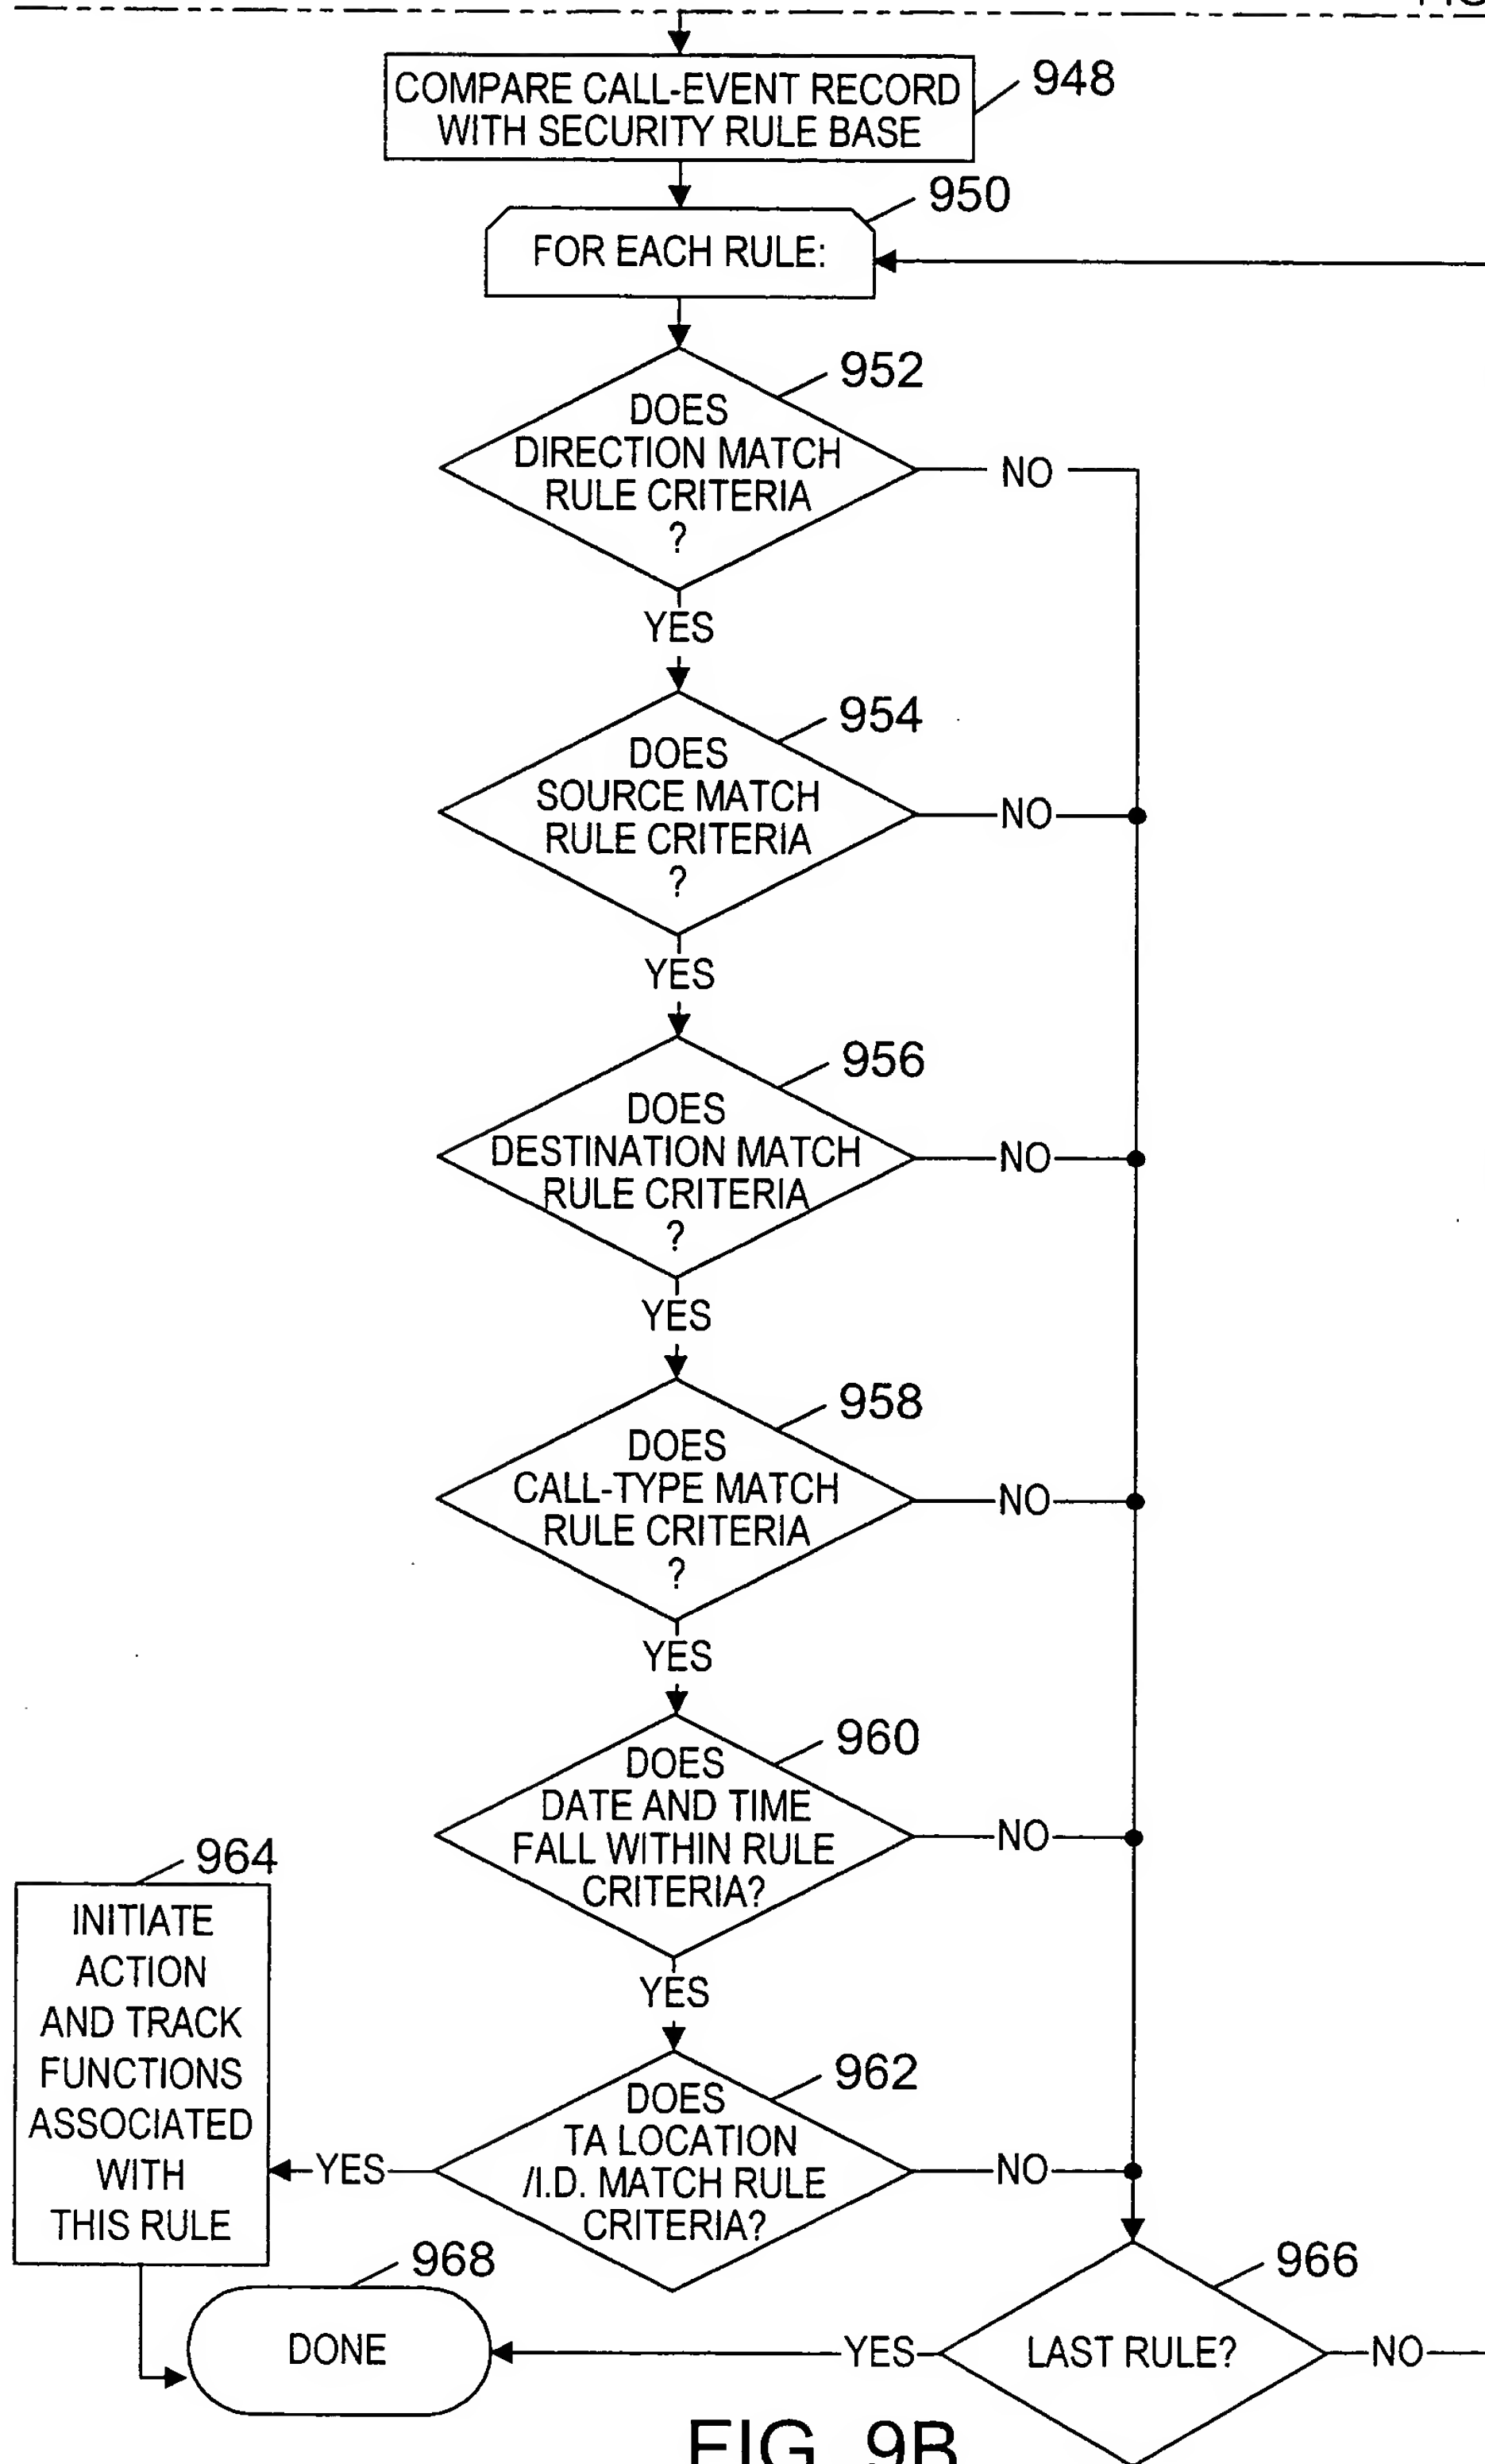 COMPARE CALL-EVENT RECORD
WITH SECURITY RULE BASE
948
950
FOR EACH RULE:
952
DOES
DIRECTION MATCH
RULE CRITERIA
?
NO
YES
954
DOES
SOURCE MATCH
RULE CRITERIA
?
NO
YES
956
DOES
DESTINATION MATCH
RULE CRITERIA
?
NO
YES
958
DOES
CALL-TYPE MATCH
RULE CRITERIA
?
NO
YES
960
DOES
DATE AND TIME
FALL WITHIN RULE
CRITERIA?
NO
YES
962
DOES
TA LOCATION
/I.D. MATCH RULE
CRITERIA?
NO
YES
964
INITIATE
ACTION
AND TRACK
FUNCTIONS
ASSOCIATED
WITH
THIS RULE
966
LAST RULE?
NO
YES
968
DONE
FIG. 9B